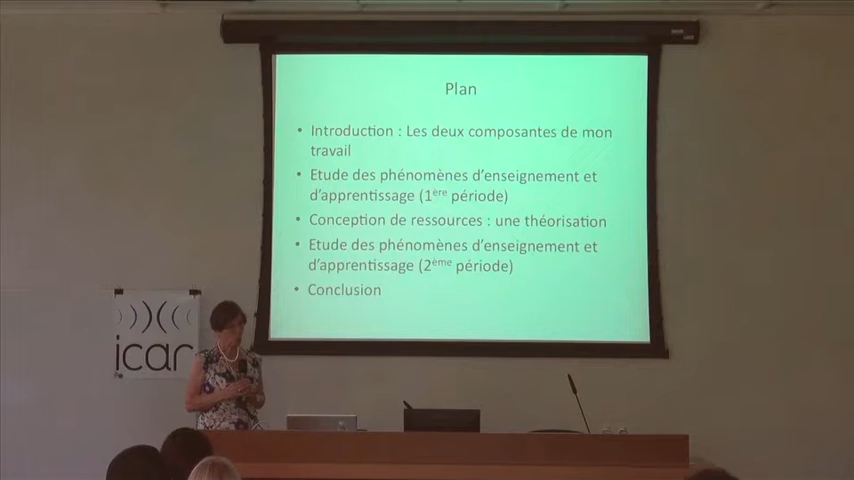 Plan
• Introduction : Les deux composantes de mon
travail
• Etude des phénomènes d'enseignement et
d'apprentissage (1ère période)
• Conception de ressources : une théorisation
• Etude des phénomènes d'enseignement et
d'apprentissage (2ème période)
• Conclusion
icar